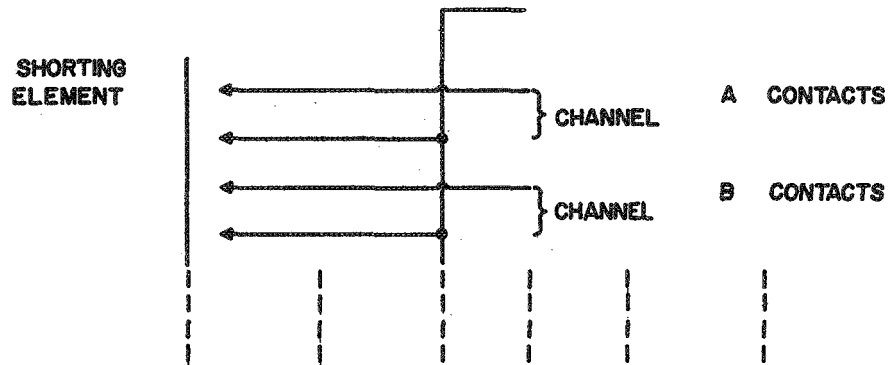 SHORTING
ELEMENT
CHANNEL
A CONTACTS
CHANNEL
B CONTACTS